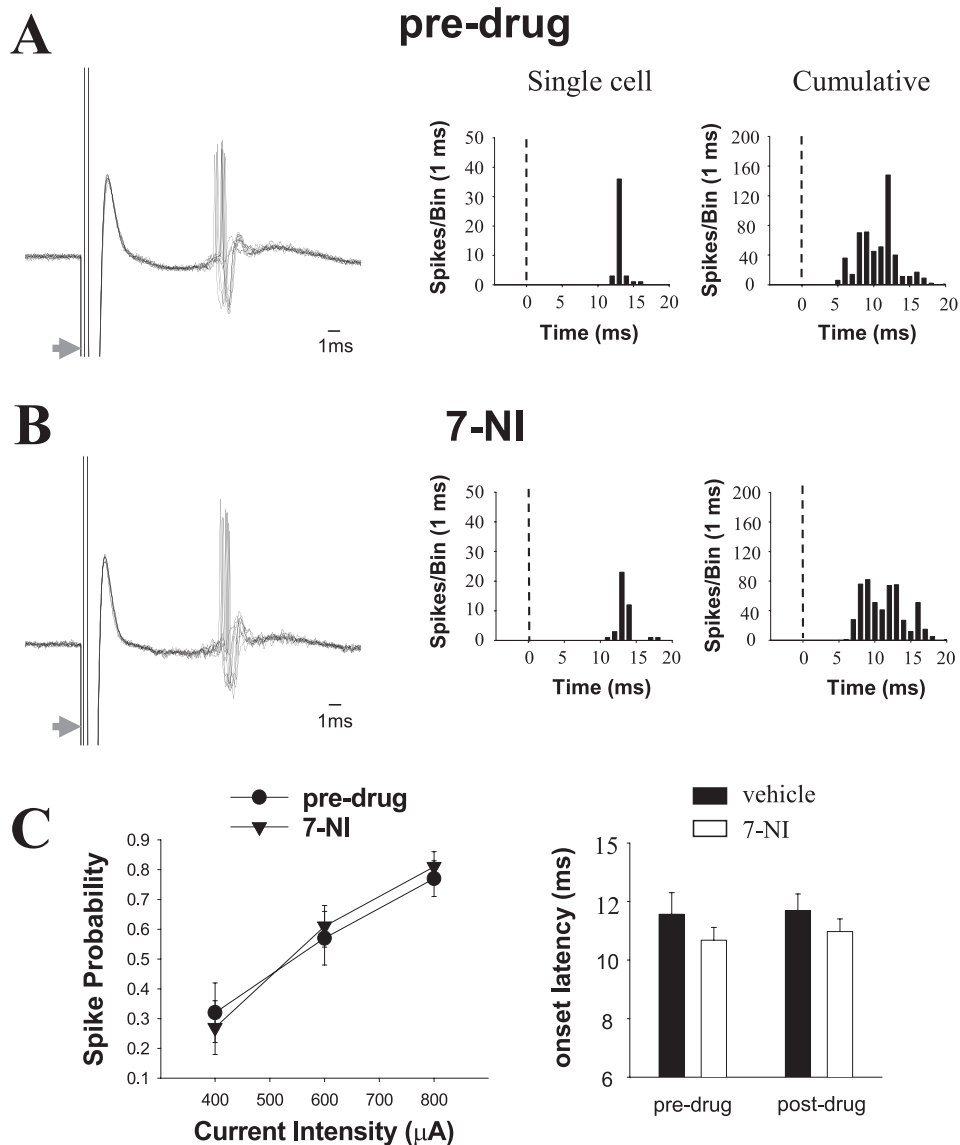 A
pre-drug
Single cell
Cumulative
Spikes/Bin (1 ms)
50
40
30
20
10
0
0 5 10 15 20
Time (ms)
Spikes/Bin (1 ms)
200
160
120
80
40
0
0 5 10 15 20
Time (ms)
1ms
B
7-NI
Spikes/Bin (1 ms)
50
40
30
20
10
0
0 5 10 15 20
Time (ms)
Spikes/Bin (1 ms)
200
160
120
80
40
0
0 5 10 15 20
Time (ms)
1ms
C
pre-drug
7-NI
Spike Probability
0.9
0.8
0.7
0.6
0.5
0.4
0.3
0.2
0.1
400 500 600 700 800
Current Intensity (μA)
vehicle
7-NI
onset latency (ms)
15
12
10
8
6
pre-drug post-drug